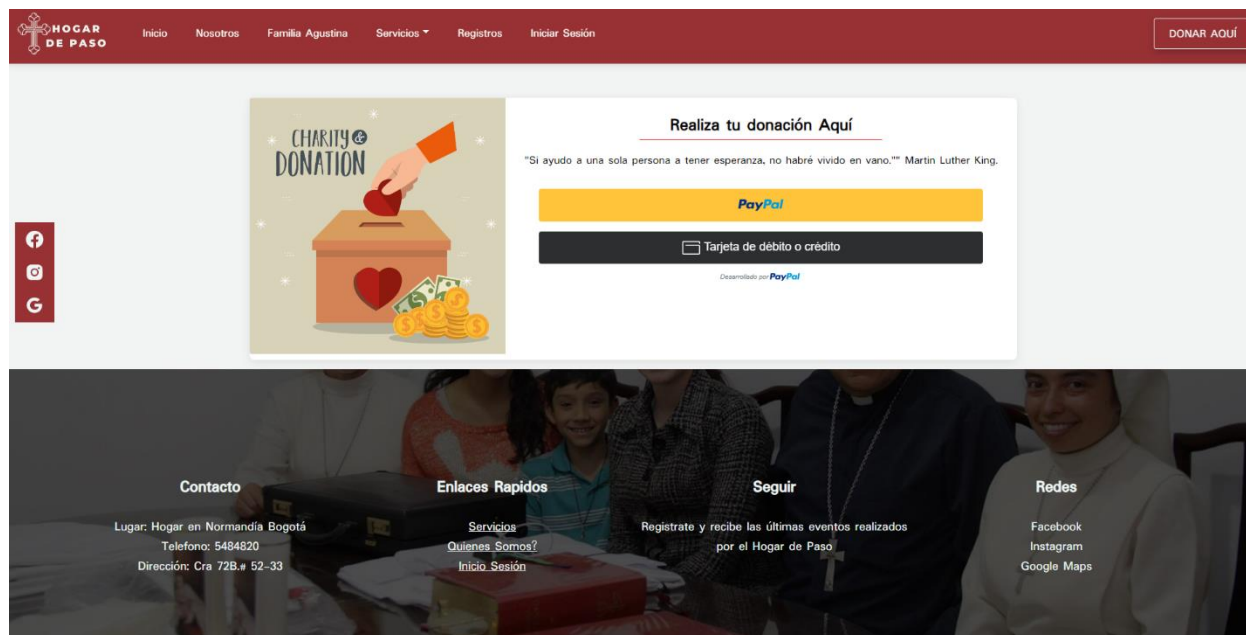 HOGAR
DE PASO
Inicio
Nosotros
Familia Agustina
Servicios
Registros
Iniciar Sesión
DONAR AQUÍ
CHARITY &
DONATION
Realiza tu donación Aquí
"Si ayudo a una sola persona a tener esperanza, no habré vivido en vano."" Martin Luther King.
PayPal
Tarjeta de débito o crédito
Desarrollado por PayPal
Contacto
Lugar: Hogar en Normandía Bogotá
Telefono: 5484820
Dirección: Cra 72B.# 52-33
Enlaces Rapidos
Servicios
Quienes Somos?
Inicio Sesión
Seguir
Registrate y recibe las últimas eventos realizados
por el Hogar de Paso
Redes
Facebook
Instagram
Google Maps